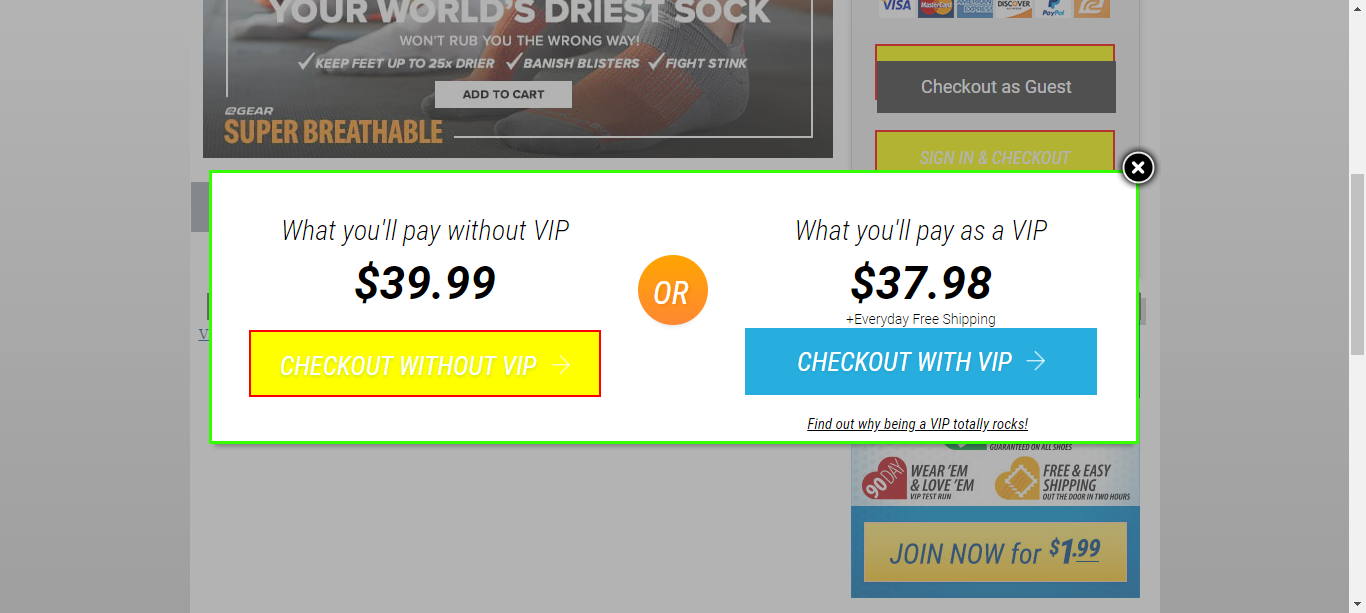 YOUR WORLD'S DRIEST SOCK
WON'T RUB YOU THE WRONG WAY!
KEEP FEET UP TO 25x DRIER BANISH BLISTERS FIGHT STINK
ADD TO CART
eGEAR
SUPER BREATHABLE
VISA MasterCard AMERICAN EXPRESS DISCOVER PayPal
Checkout as Guest
SIGN IN & CHECKOUT
What you'll pay without VIP
$39.99
CHECKOUT WITHOUT VIP →
OR
What you'll pay as a VIP
$37.98
+Everyday Free Shipping
CHECKOUT WITH VIP →
Find out why being a VIP totally rocks!
V
GUARANTEED ON ALL SHOES
90 DAY
WEAR 'EM
& LOVE 'EM
VIP TEST RUN
FREE & EASY
SHIPPING
OUT THE DOOR IN TWO HOURS
JOIN NOW for $1.99